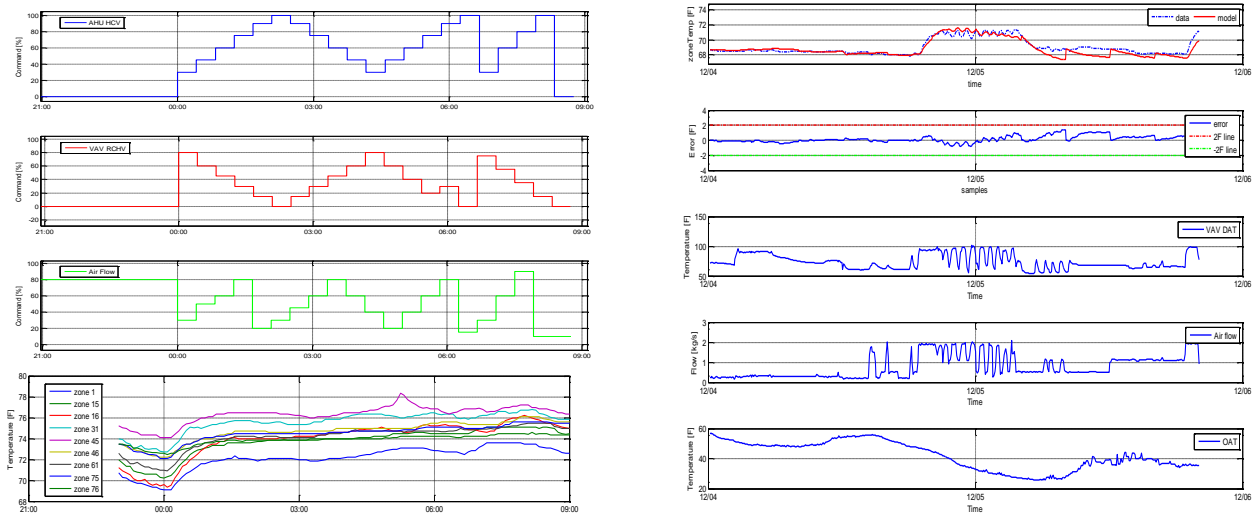 AHU HCV
Command [%]
100
80
60
40
20
0
21:00 00:00 03:00 06:00 09:00
VAV RCHV
Command [%]
100
80
60
40
20
0
-20
21:00 00:00 03:00 06:00 09:00
Air Flow
Command [%]
100
80
60
40
20
0
21:00 00:00 03:00 06:00 09:00
Temperature [F]
80
78
76
74
72
70
68
zone 1
zone 15
zone 16
zone 31
zone 45
zone 46
zone 61
zone 75
zone 76
21:00 00:00 03:00 06:00 09:00
zoneTemp [F]
74
72
70
68
data model
12/04 12/05 12/06
time
Error [F]
4
2
0
-2
-4
error
2F line
-2F line
12/04 12/05 12/06
samples
Temperature [F]
150
100
50
VAV DAT
12/04 12/05 12/06
Time
Flow [kg/s]
3
2
1
0
Air flow
12/04 12/05 12/06
Time
Temperature [F]
60
40
20
OAT
12/04 12/05 12/06
Time